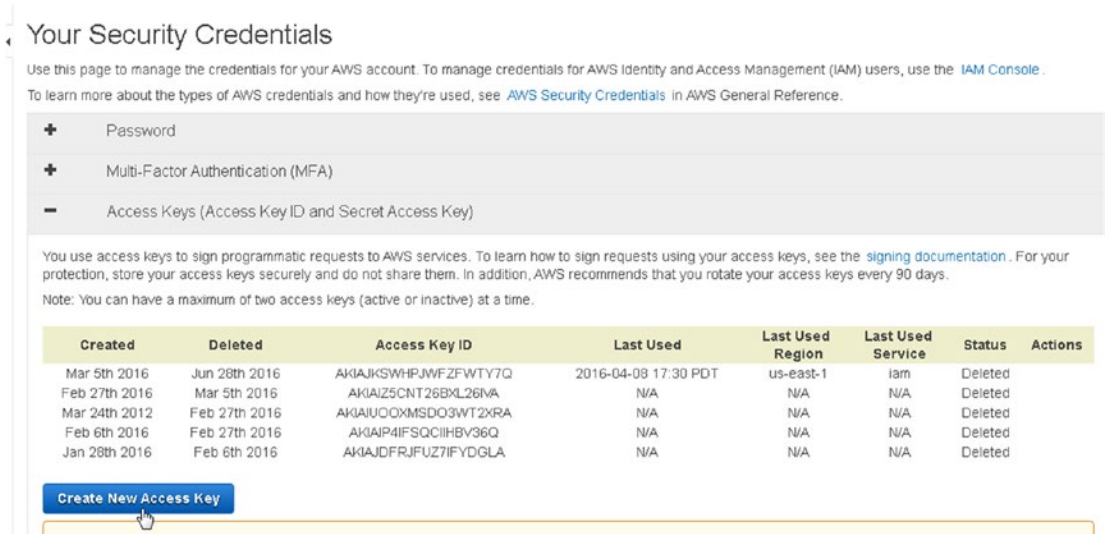 Your Security Credentials
Use this page to manage the credentials for your AWS account. To manage credentials for AWS Identity and Access Management (IAM) users, use the IAM Console .
To learn more about the types of AWS credentials and how they're used, see AWS Security Credentials in AWS General Reference.
+ Password
+ Multi-Factor Authentication (MFA)
− Access Keys (Access Key ID and Secret Access Key)
You use access keys to sign programmatic requests to AWS services. To learn how to sign requests using your access keys, see the signing documentation . For your
protection, store your access keys securely and do not share them. In addition, AWS recommends that you rotate your access keys every 90 days.
Note: You can have a maximum of two access keys (active or inactive) at a time.
Created Deleted Access Key ID Last Used Last Used Region Last Used Service Status Actions
Mar 5th 2016 Jun 28th 2016 AKIAJKSWHPJWFZFWTY7Q 2016-04-08 17:30 PDT us-east-1 iam Deleted
Feb 27th 2016 Mar 5th 2016 AKIAIZ5CNT26BXL26IVA N/A N/A N/A Deleted
Mar 24th 2012 Feb 27th 2016 AKIAIUOOXMSDO3WT2XRA N/A N/A N/A Deleted
Feb 6th 2016 Feb 27th 2016 AKIAIP4IFSQCIIHBV36Q N/A N/A N/A Deleted
Jan 28th 2016 Feb 6th 2016 AKIAJDFRJFUZ7IFYDGLA N/A N/A N/A Deleted
Create New Access Key